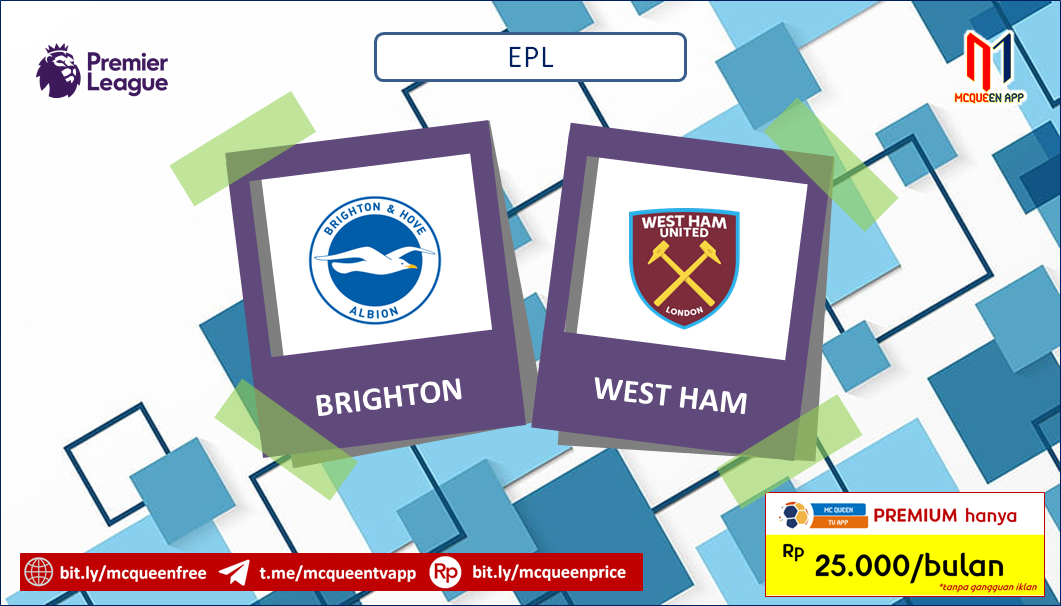 Premier
League
EPL
MCQUEEN APP
BRIGHTON & HOVE
ALBION
WEST HAM
UNITED
LONDON
BRIGHTON
WEST HAM
MC QUEEN
TU APP
PREMIUM hanya
Rp 25.000/bulan
*tanpa gangguan iklan
bit.ly/mcqueenfree
t.me/mcqueentvapp
Rp
bit.ly/mcqueenprice